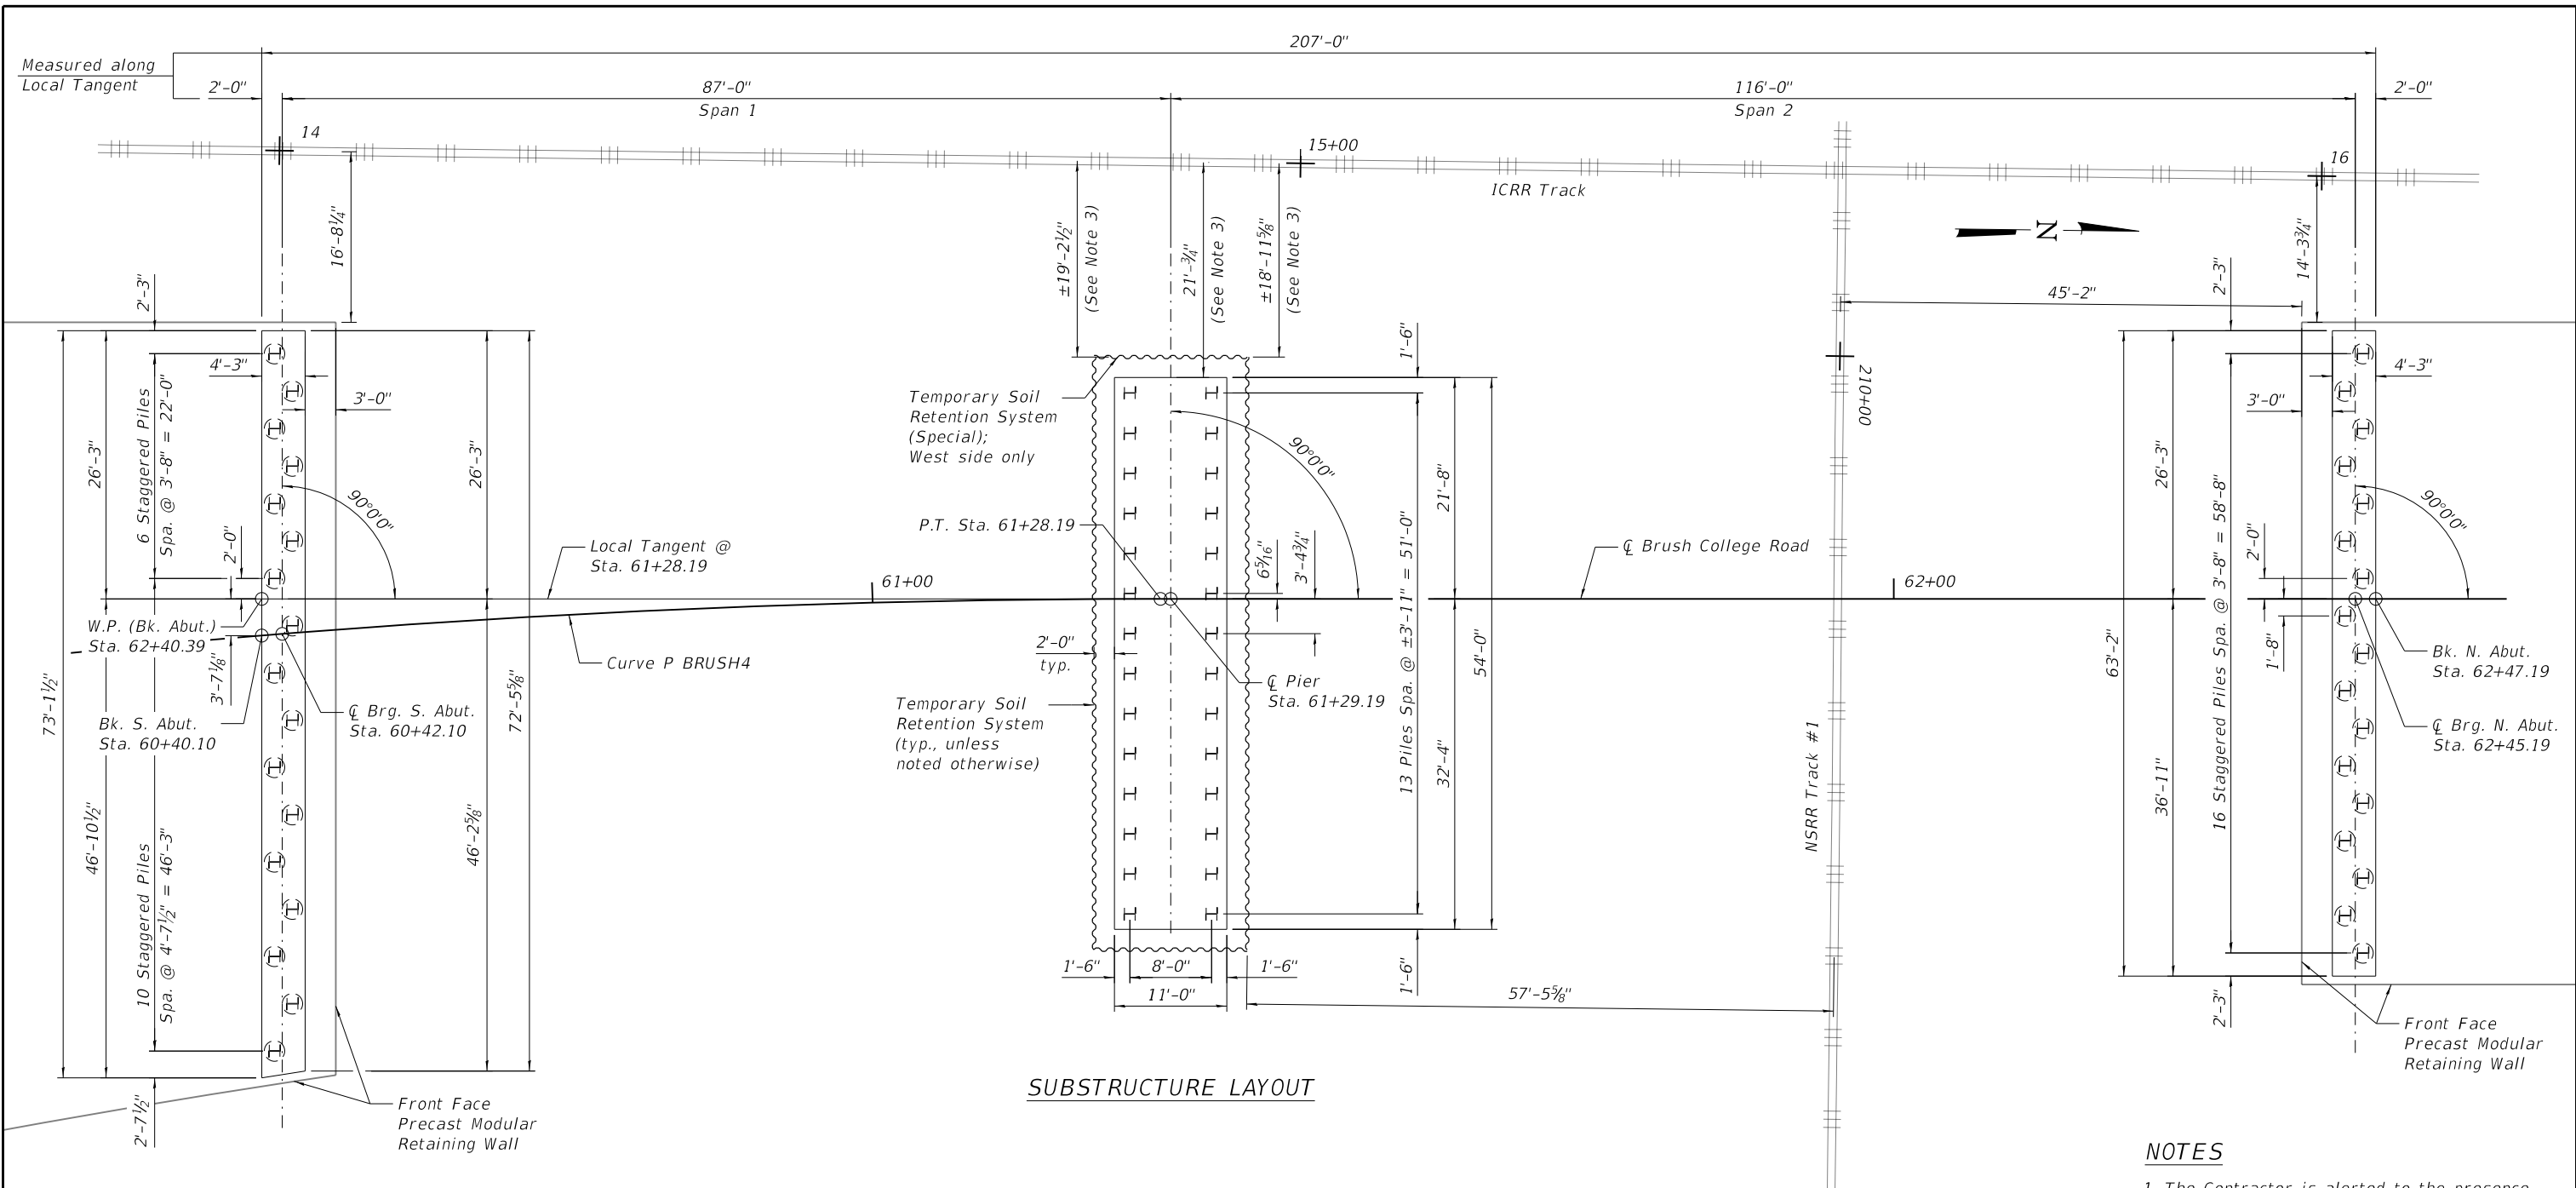 207'-0"
Measured along
Local Tangent
2'-0"
87'-0"
Span 1
116'-0"
Span 2
2'-0"
14
15+00
16
ICRR Track
N
16'-8¼"
±19'-2½"
(See Note 3)
21'-¾"
(See Note 3)
±18'-11⅝"
(See Note 3)
14'-3¾"
45'-2"
2'-3"
2'-3"
4'-3"
3'-0"
26'-3"
6 Staggered Piles
Spa. @ 3'-8" = 22'-0"
26'-3"
90°0'0"
2'-0"
Temporary Soil
Retention System
(Special);
West side only
1'-6"
90°0'0"
21'-8"
210+00
4'-3"
3'-0"
26'-3"
90°0'0"
2'-0"
P.T. Sta. 61+28.19
6 5/16"
3'-4¾"
Local Tangent @
Sta. 61+28.19
61+00
℄ Brush College Road
62+00
W.P. (Bk. Abut.)
Sta. 62+40.39
3'-7⅛"
Curve P BRUSH4
2'-0"
typ.
℄ Pier
Sta. 61+29.19
13 Piles Spa. @ ±3'-11" = 51'-0"
54'-0"
63'-2"
16 Staggered Piles Spa. @ 3'-8" = 58'-8"
1'-8"
Bk. N. Abut.
Sta. 62+47.19
73'-1½"
Bk. S. Abut.
Sta. 60+40.10
℄ Brg. S. Abut.
Sta. 60+42.10
72'-5⅝"
Temporary Soil
Retention System
(typ., unless
noted otherwise)
32'-4"
NSRR Track #1
36'-11"
℄ Brg. N. Abut.
Sta. 62+45.19
46'-10½"
10 Staggered Piles
Spa. @ 4'-7½" = 46'-3"
46'-2⅝"
1'-6"
8'-0"
1'-6"
11'-0"
1'-6"
57'-5⅝"
2'-3"
Front Face
Precast Modular
Retaining Wall
2'-7½"
Front Face
Precast Modular
Retaining Wall
SUBSTRUCTURE LAYOUT
NOTES
1. The Contractor is alerted to the presence